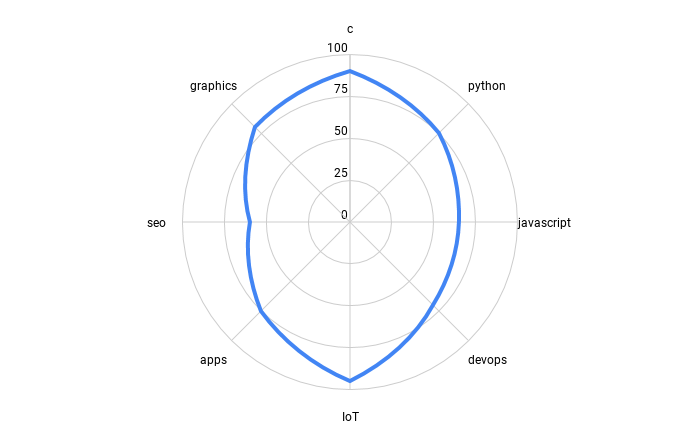 c
100
graphics
python
75
50
25
0
seo
javascript
apps
devops
IoT